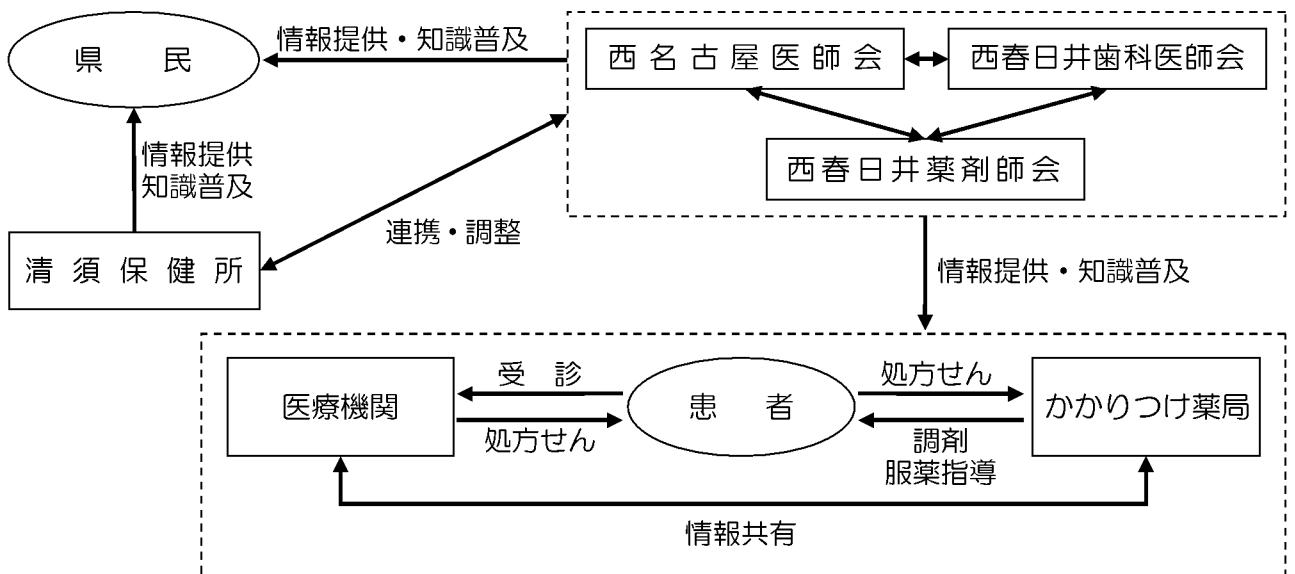 県民
情報提供・知識普及
西名古屋医師会
西春日井歯科医師会
西春日井薬剤師会
情報提供
知識普及
連携・調整
清須保健所
情報提供・知識普及
医療機関
受診
処方せん
患者
処方せん
調剤
服薬指導
かかりつけ薬局
情報共有